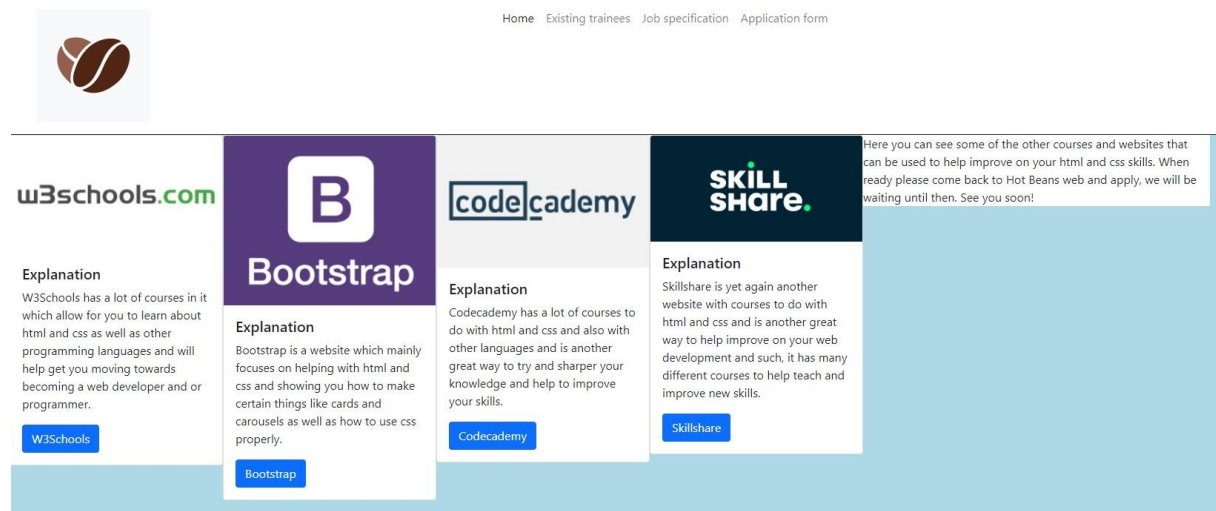 Home Existing trainees Job specification Application form
w3schools.com
Explanation
W3Schools has a lot of courses in it
which allow for you to learn about
html and css as well as other
programming languages and will
help get you moving towards
becoming a web developer and or
programmer.
W3Schools
B
Bootstrap
Explanation
Bootstrap is a website which mainly
focuses on helping with html and
css and showing you how to make
certain things like cards and
carousels as well as how to use css
properly.
Bootstrap
codecademy
Explanation
Codecademy has a lot of courses to
do with html and css and also with
other languages and is another
great way to try and sharper your
knowledge and help to improve
your skills.
Codecademy
SKILL
SHare.
Explanation
Skillshare is yet again another
website with courses to do with
html and css and is another great
way to help improve on your web
development and such, it has many
different courses to help teach and
improve new skills.
Skillshare
Here you can see some of the other courses and websites that
can be used to help improve on your html and css skills. When
ready please come back to Hot Beans web and apply, we will be
waiting until then. See you soon!